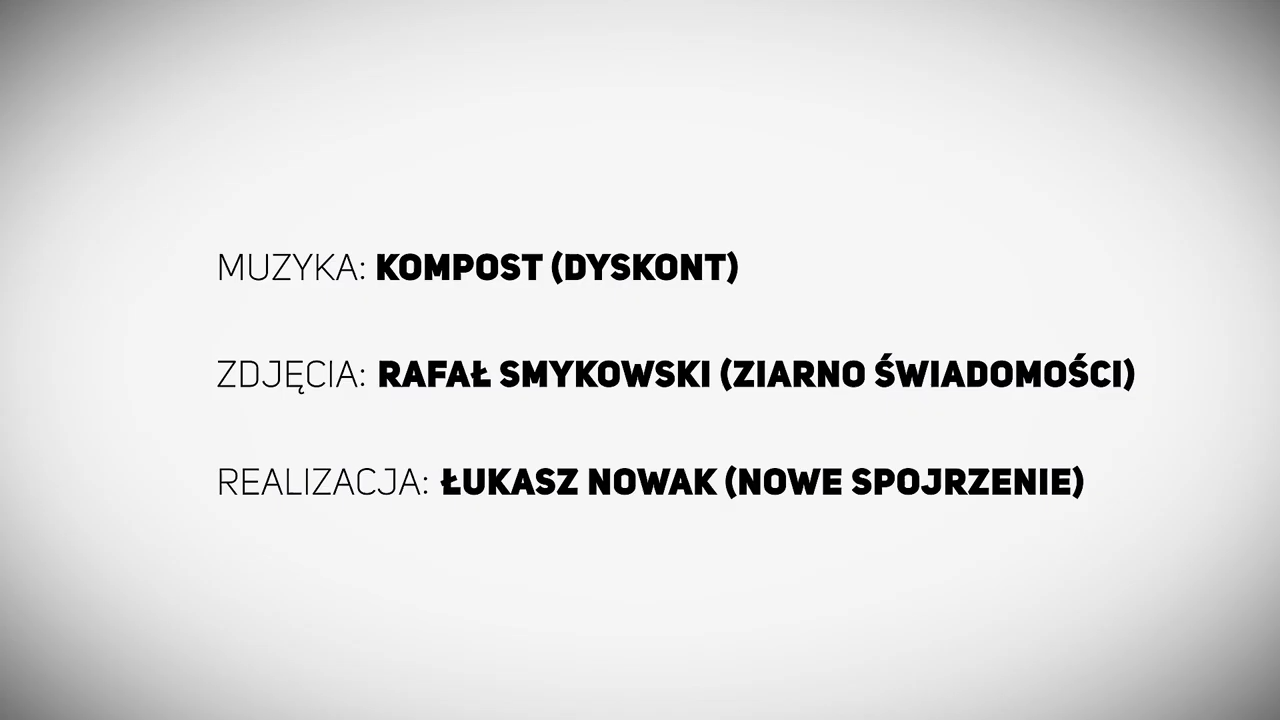 MUZYKA: KOMPOST (DYSKONT)
ZDJĘCIA: RAFAŁ SMYKOWSKI (ZIARNO ŚWIADOMOŚCI)
REALIZACJA: ŁUKASZ NOWAK (NOWE SPOJRZENIE)